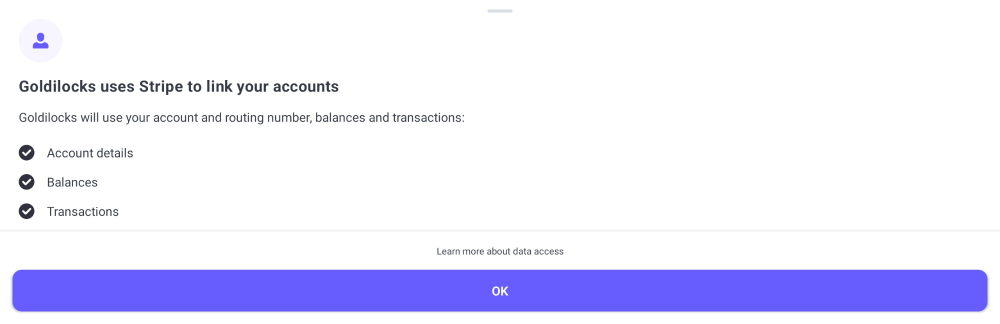 Goldilocks uses Stripe to link your accounts
Goldilocks will use your account and routing number, balances and transactions:
Account details
Balances
Transactions
Learn more about data access
OK